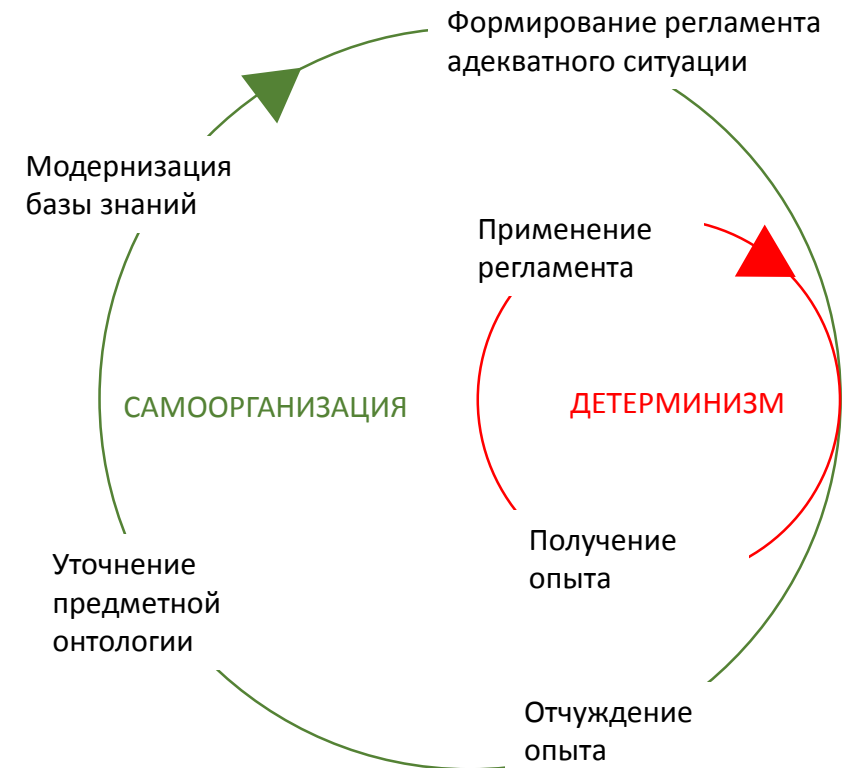 Формирование регламента
адекватного ситуации
Модернизация
базы знаний
Применение
регламента
САМООРГАНИЗАЦИЯ
ДЕТЕРМИНИЗМ
Получение
опыта
Уточнение
предметной
онтологии
Отчуждение
опыта